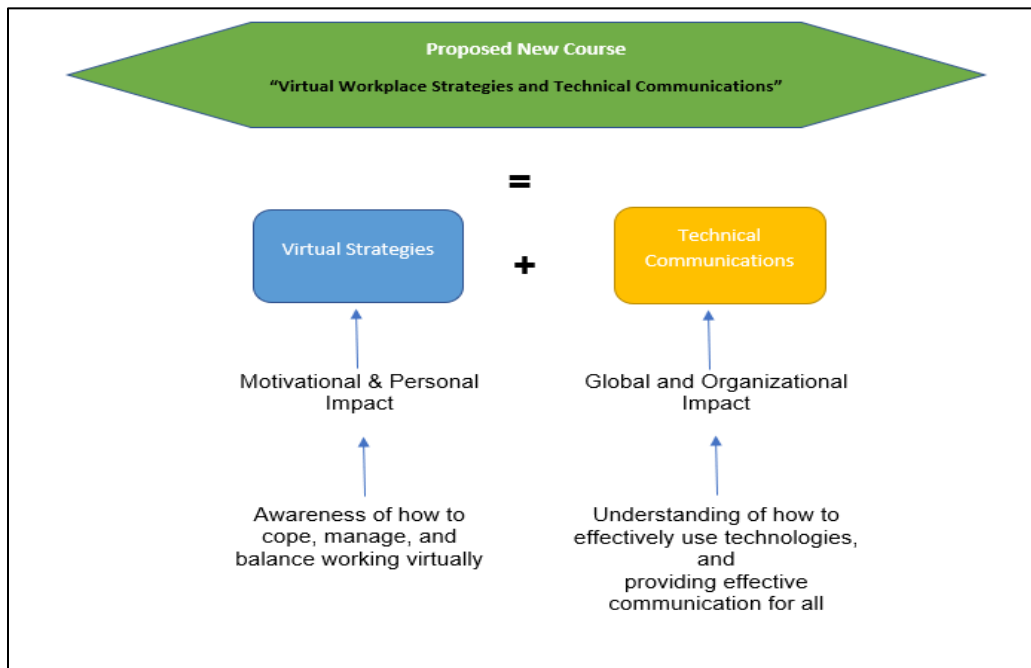 Proposed New Course
“Virtual Workplace Strategies and Technical Communications”
=
Virtual Strategies
+
Technical
Communications
Motivational & Personal
Impact
Global and Organizational
Impact
Awareness of how to
cope, manage, and
balance working virtually
Understanding of how to
effectively use technologies,
and
providing effective
communication for all